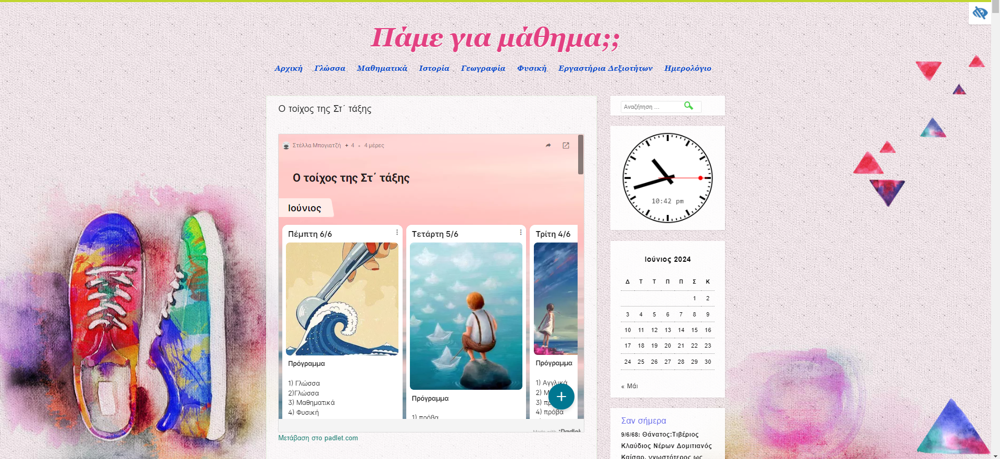 Πάμε για μάθημα;;
Αρχική Γλώσσα Μαθηματικά Ιστορία Γεωγραφία Φυσική Εργαστήρια Δεξιοτήτων Ημερολόγιο
Ο τοίχος της Στ΄ τάξης
Στέλλα Μπογιατζή + 4 • 4 μέρες
Ο τοίχος της Στ΄ τάξης
Ιούνιος
Πέμπτη 6/6
Πρόγραμμα
1) Γλώσσα
2)Γλώσσα
3) Μαθηματικά
4) Φυσική
Τετάρτη 5/6
Πρόγραμμα
1) πρόβα
Τρίτη 4/6
Πρόγραμμα
1) Αγγλικά
2) Μ
3) πρ
4) πρόβα
Made with Padlet
Μετάβαση στο padlet.com
Αναζήτηση …
10:42 pm
Ιούνιος 2024
Δ Τ Τ Π Π Σ Κ
1 2
3 4 5 6 7 8 9
10 11 12 13 14 15 16
17 18 19 20 21 22 23
24 25 26 27 28 29 30
« Μάι
Σαν σήμερα
9/6/68: Θάνατος:Τιβέριος
Κλαύδιος Νέρων Δομιτιανός
Καίσαρ, γνωστότερος ως